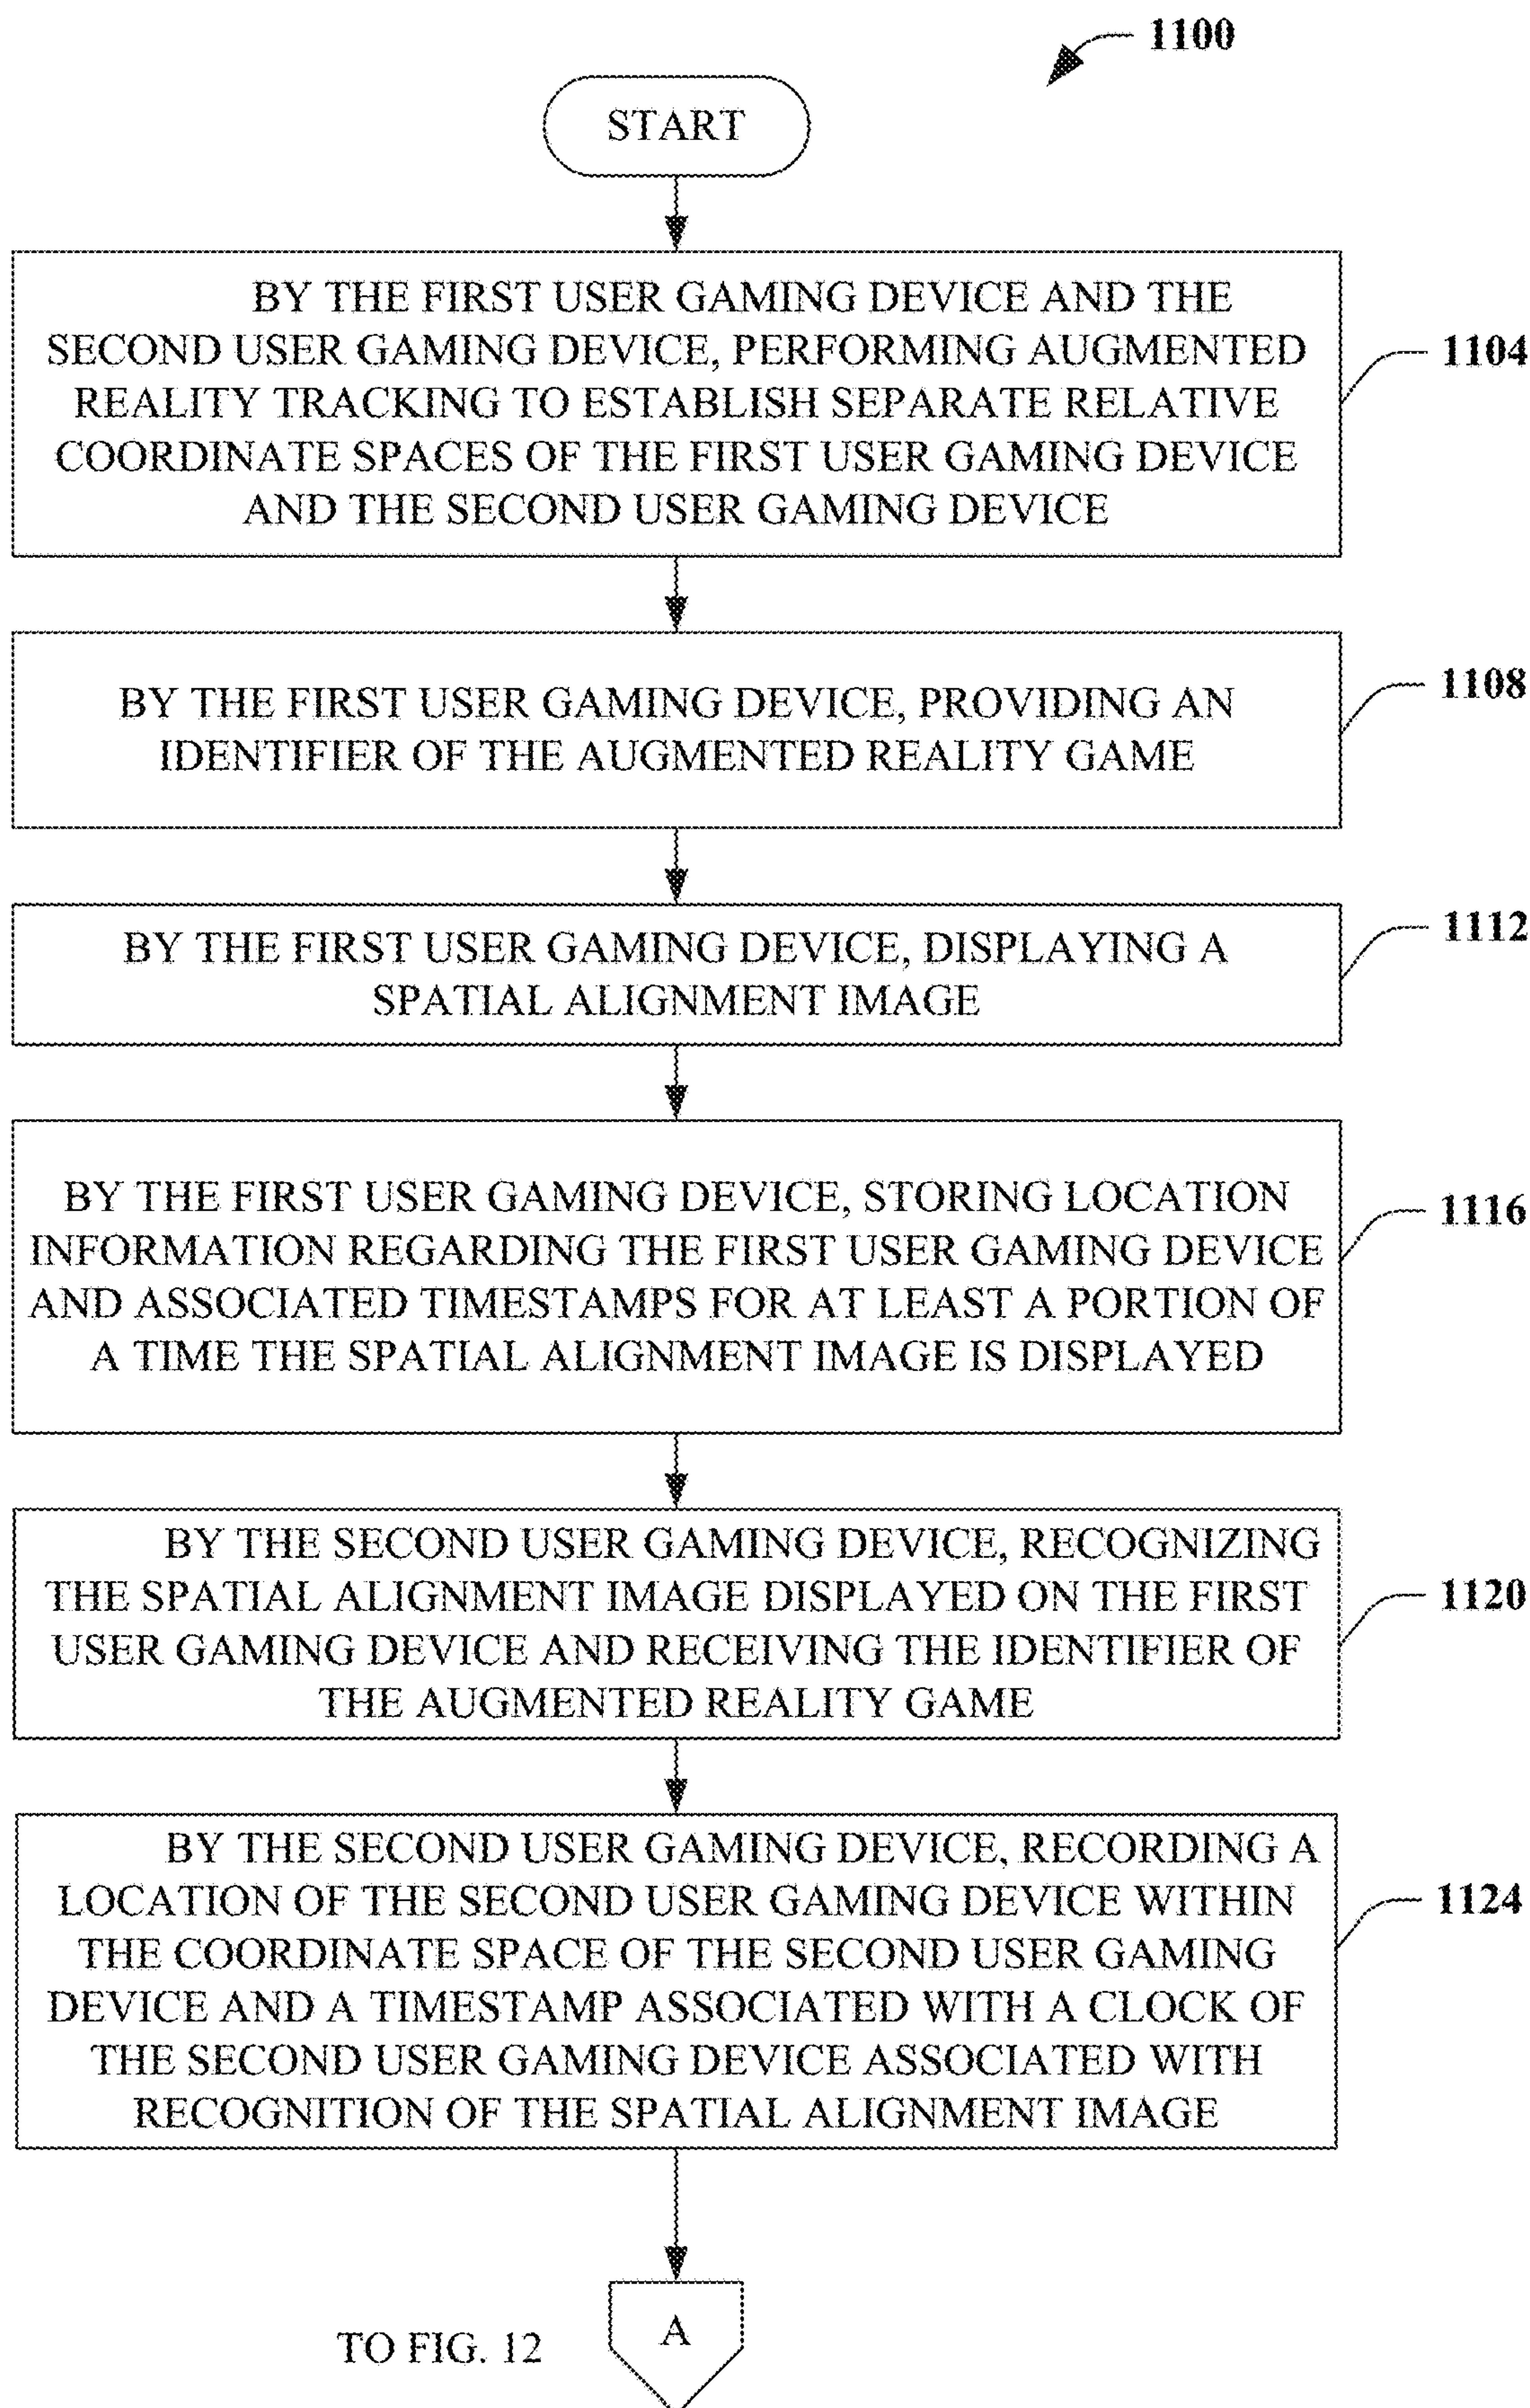 1100
START
BY THE FIRST USER GAMING DEVICE AND THE
SECOND USER GAMING DEVICE, PERFORMING AUGMENTED
REALITY TRACKING TO ESTABLISH SEPARATE RELATIVE
COORDINATE SPACES OF THE FIRST USER GAMING DEVICE
AND THE SECOND USER GAMING DEVICE
1104
BY THE FIRST USER GAMING DEVICE, PROVIDING AN
IDENTIFIER OF THE AUGMENTED REALITY GAME
1108
BY THE FIRST USER GAMING DEVICE, DISPLAYING A
SPATIAL ALIGNMENT IMAGE
1112
BY THE FIRST USER GAMING DEVICE, STORING LOCATION
INFORMATION REGARDING THE FIRST USER GAMING DEVICE
AND ASSOCIATED TIMESTAMPS FOR AT LEAST A PORTION OF
A TIME THE SPATIAL ALIGNMENT IMAGE IS DISPLAYED
1116
BY THE SECOND USER GAMING DEVICE, RECOGNIZING
THE SPATIAL ALIGNMENT IMAGE DISPLAYED ON THE FIRST
USER GAMING DEVICE AND RECEIVING THE IDENTIFIER OF
THE AUGMENTED REALITY GAME
1120
BY THE SECOND USER GAMING DEVICE, RECORDING A
LOCATION OF THE SECOND USER GAMING DEVICE WITHIN
THE COORDINATE SPACE OF THE SECOND USER GAMING
DEVICE AND A TIMESTAMP ASSOCIATED WITH A CLOCK OF
THE SECOND USER GAMING DEVICE ASSOCIATED WITH
RECOGNITION OF THE SPATIAL ALIGNMENT IMAGE
1124
TO FIG. 12
A